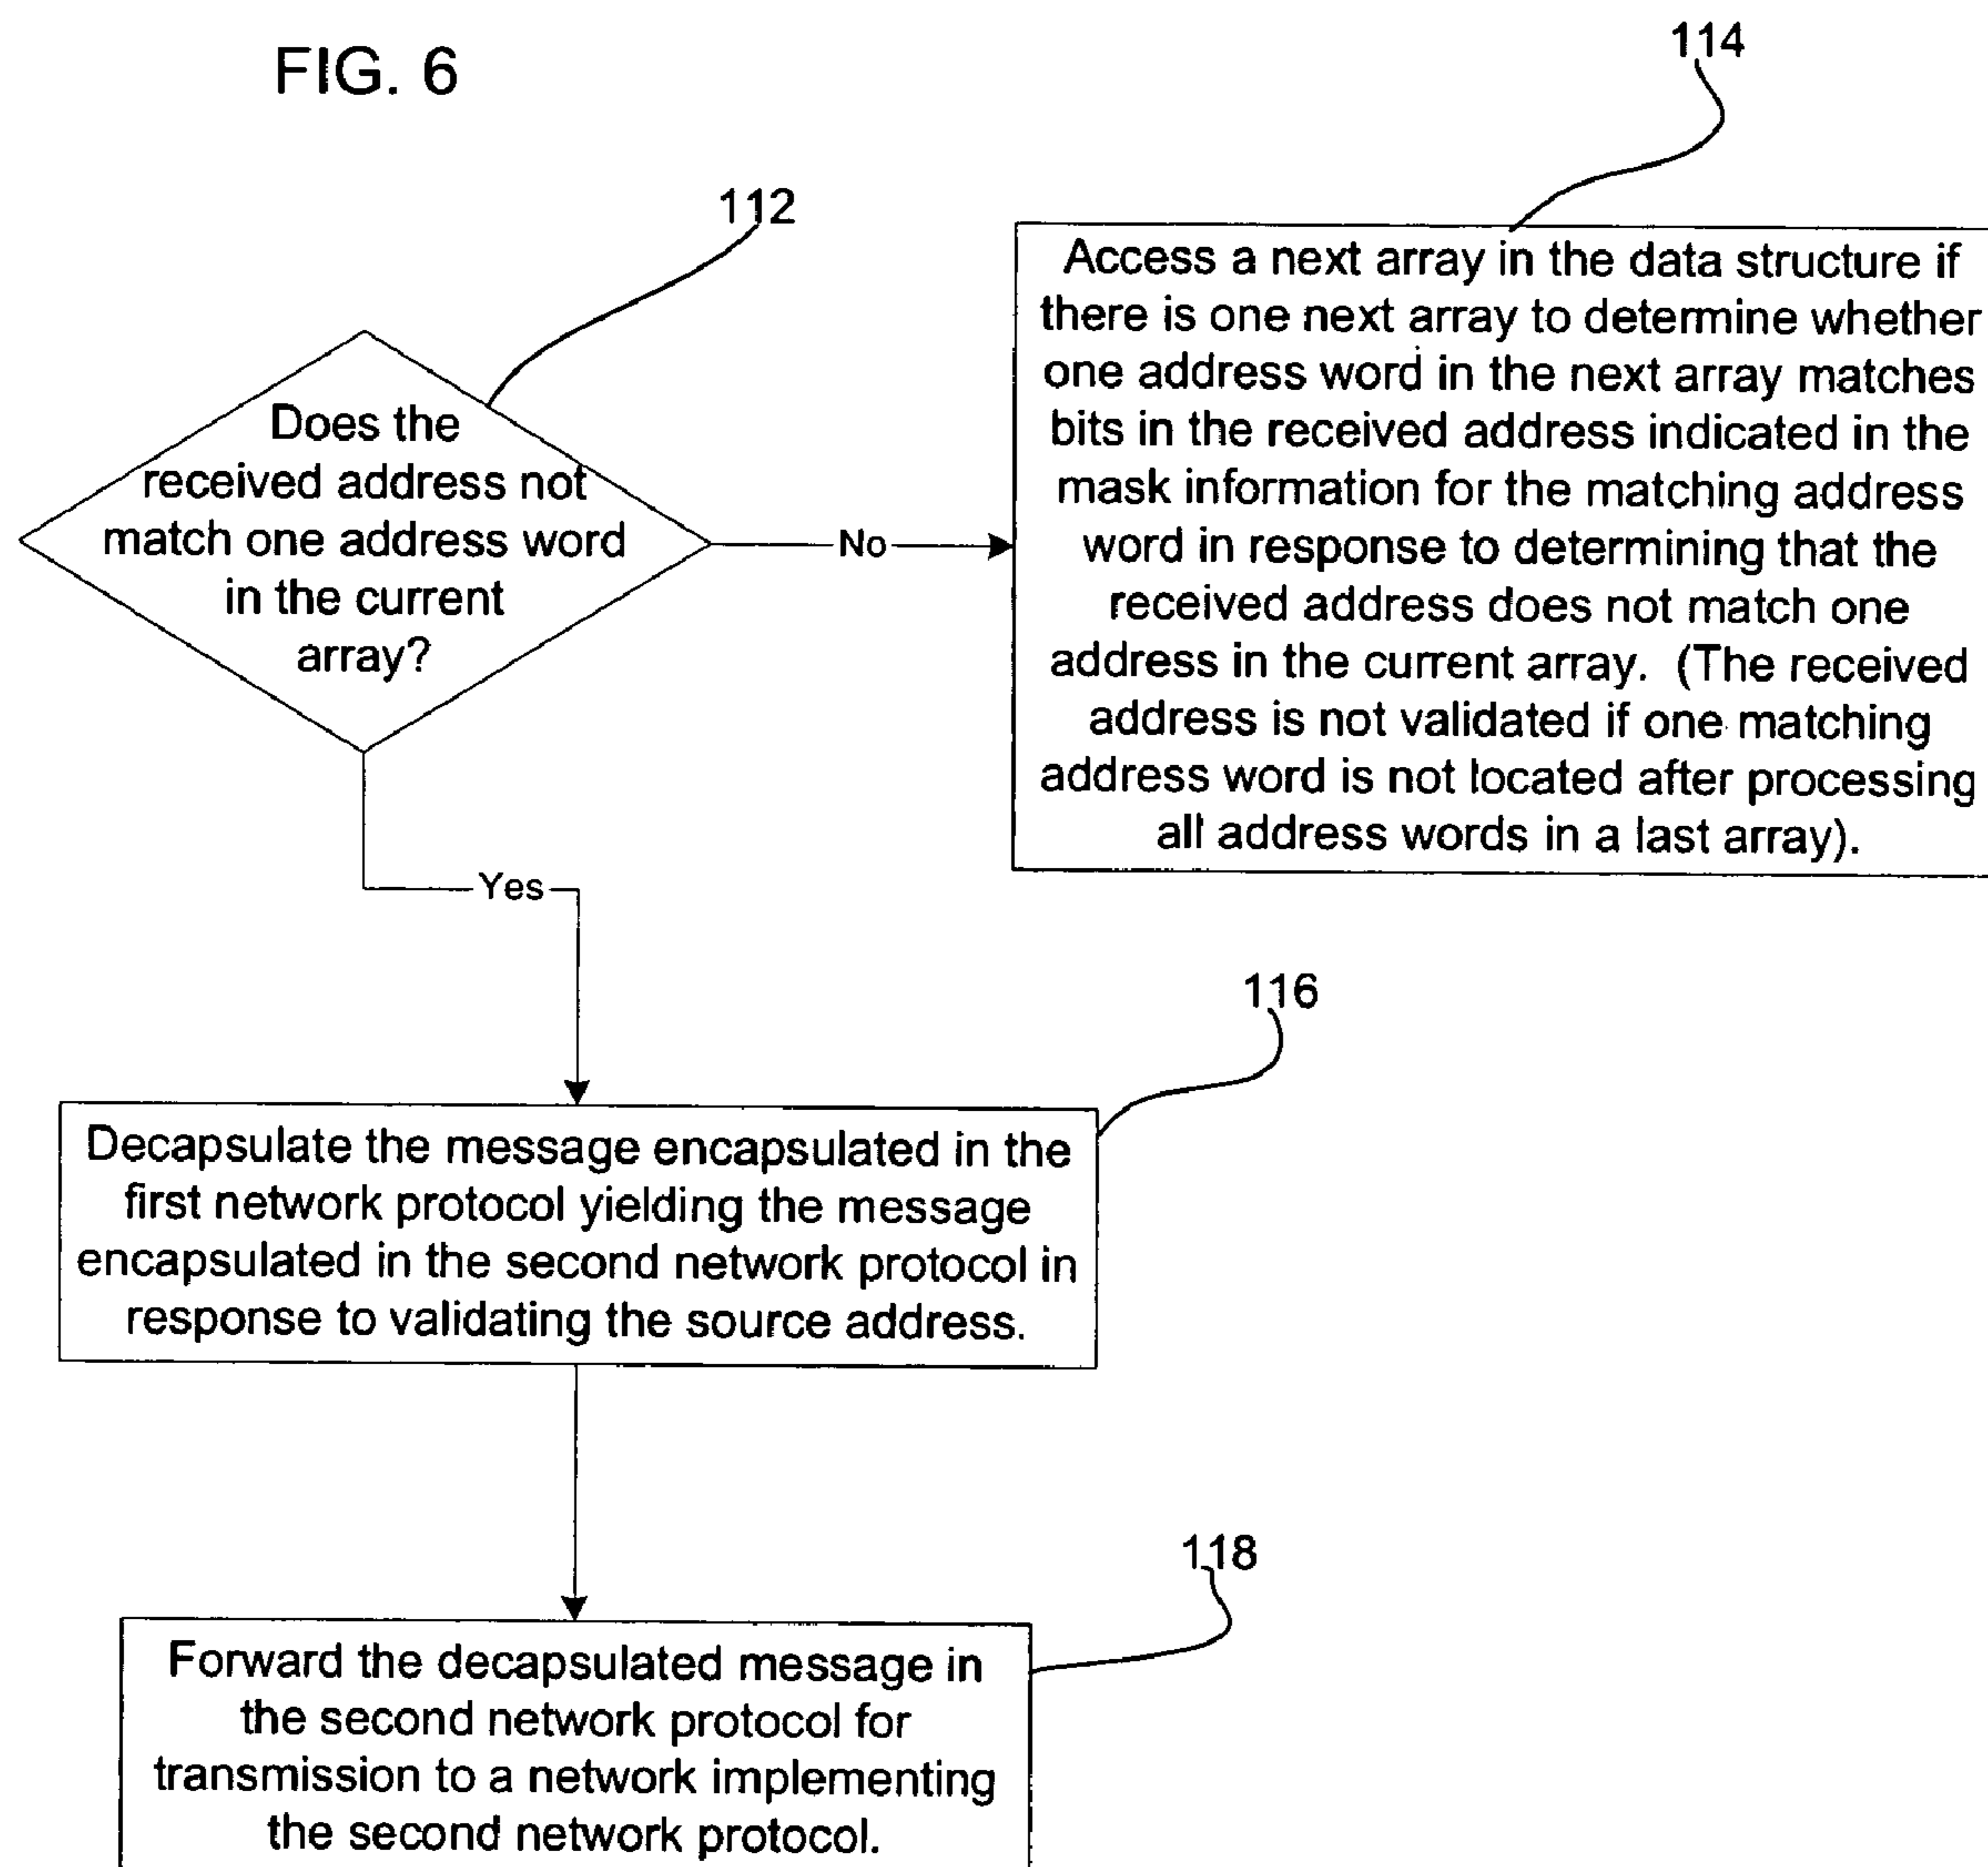 FIG. 6
114
112
Access a next array in the data structure if
there is one next array to determine whether
one address word in the next array matches
bits in the received address indicated in the
mask information for the matching address
word in response to determining that the
received address does not match one
address in the current array. (The received
address is not validated if one matching
address word is not located after processing
all address words in a last array).
Does the
received address not
match one address word
in the current
array?
No
Yes
116
Decapsulate the message encapsulated in the
first network protocol yielding the message
encapsulated in the second network protocol in
response to validating the source address.
118
Forward the decapsulated message in
the second network protocol for
transmission to a network implementing
the second network protocol.